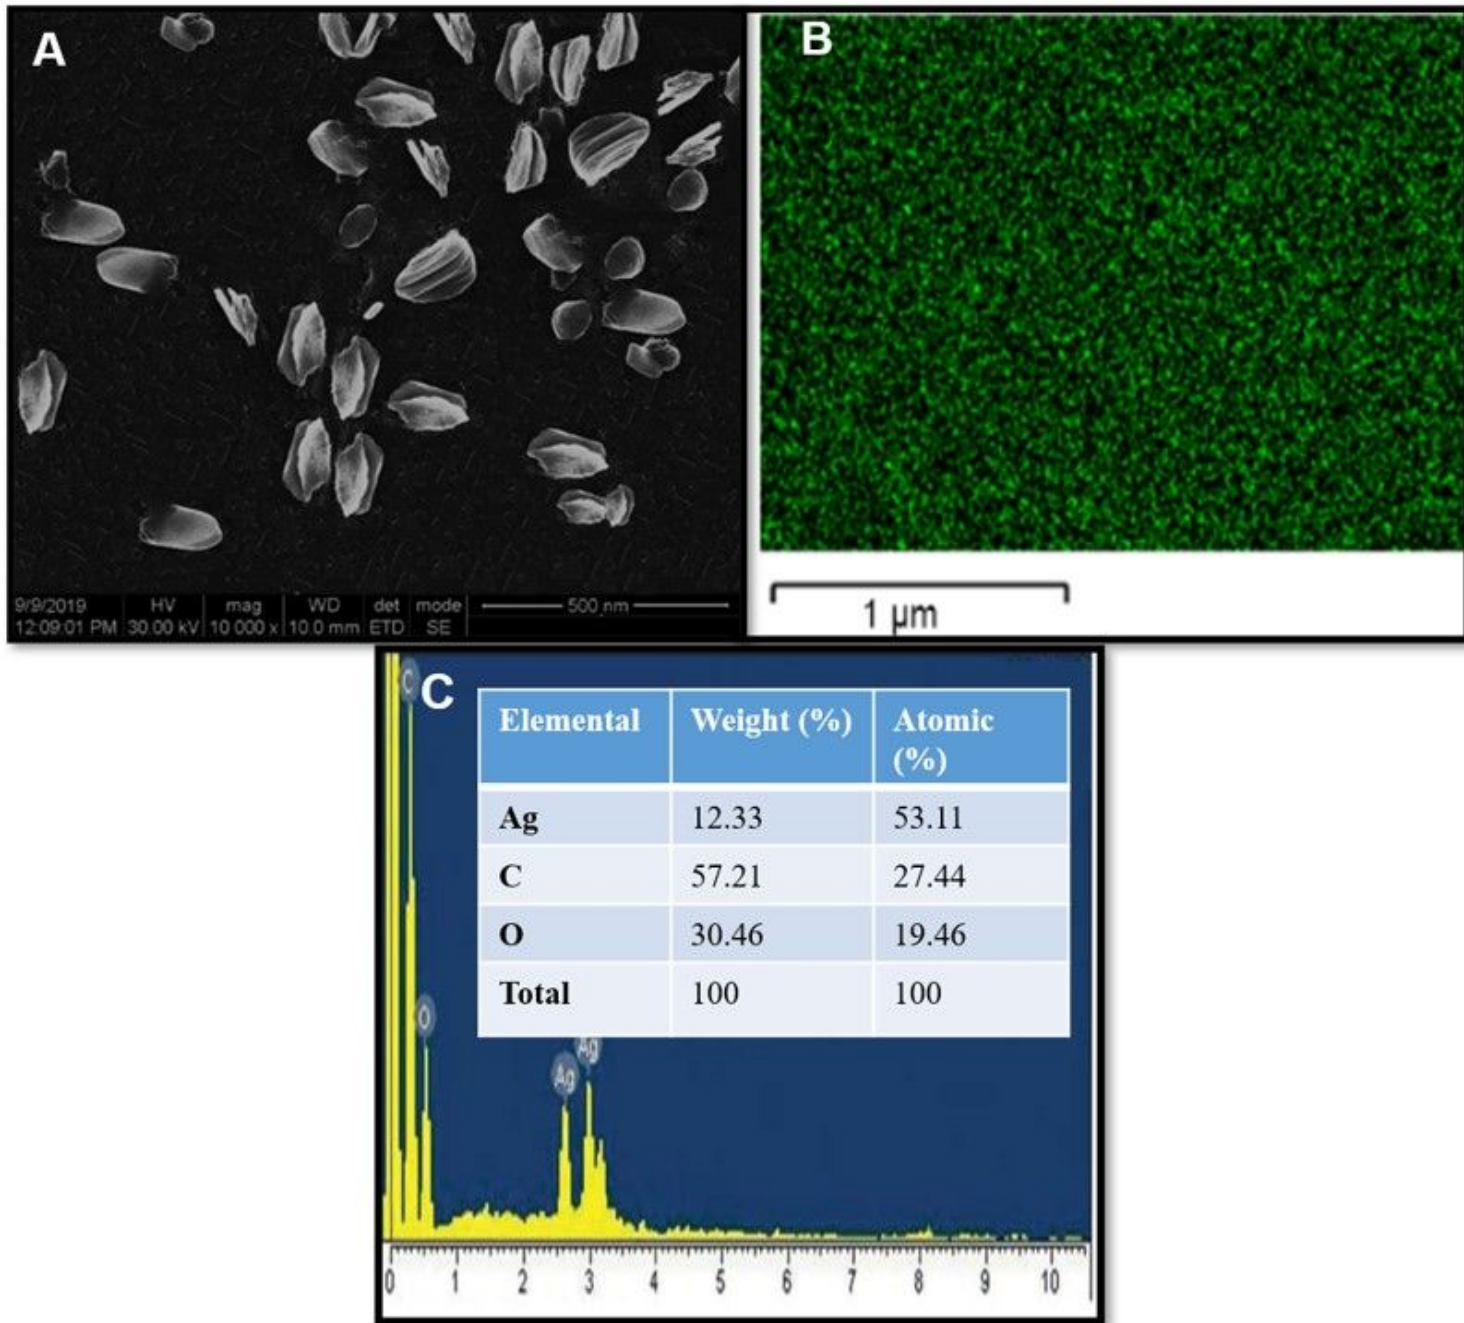 A
B
9/9/2019 HV mag WD det mode 500 nm
12:09:01 PM 30.00 kV 10 000 x 10.0 mm ETD SE
1 µm
C
C
Elemental Weight (%) Atomic
(%)
Ag 12.33 53.11
C 57.21 27.44
O 30.46 19.46
Total 100 100
O
Ag
Ag
0 1 2 3 4 5 6 7 8 9 10